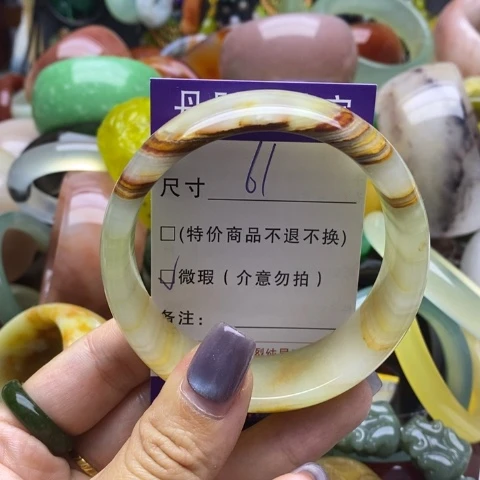 尺寸 61
□(特价商品不退不换)
☑微瑕(介意勿拍)
备注: